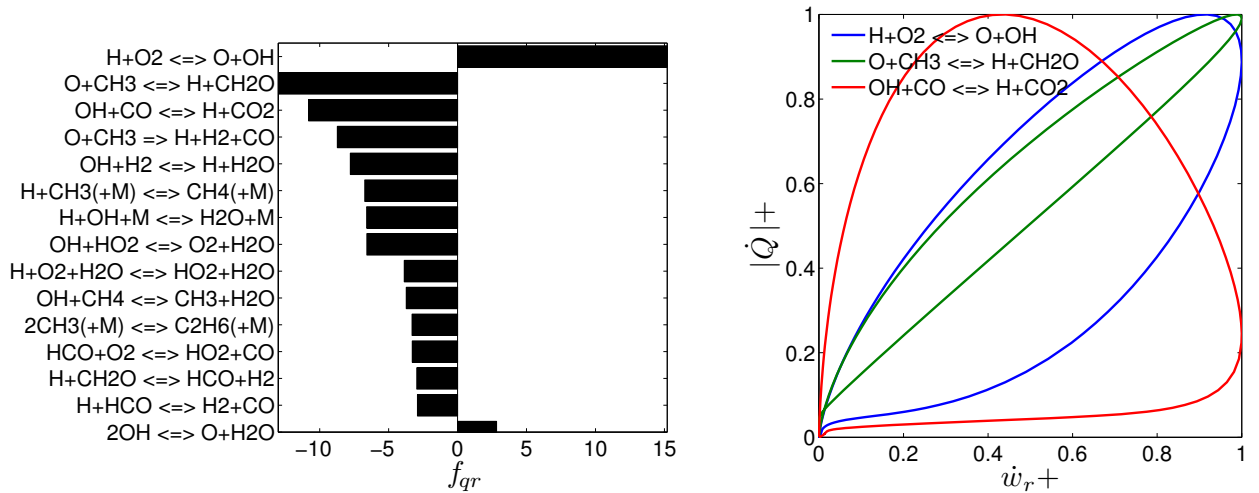 H+O2 <=> O+OH
O+CH3 <=> H+CH2O
OH+CO <=> H+CO2
O+CH3 => H+H2+CO
OH+H2 <=> H+H2O
H+CH3(+M) <=> CH4(+M)
H+OH+M <=> H2O+M
OH+HO2 <=> O2+H2O
H+O2+H2O <=> HO2+H2O
OH+CH4 <=> CH3+H2O
2CH3(+M) <=> C2H6(+M)
HCO+O2 <=> HO2+CO
H+CH2O <=> HCO+H2
H+HCO <=> H2+CO
2OH <=> O+H2O
−10 −5 0 5 10 15
f_{qr}
H+O2 <=> O+OH
O+CH3 <=> H+CH2O
OH+CO <=> H+CO2
1
0.8
0.6
0.4
0.2
0
|Q̇|+
0 0.2 0.4 0.6 0.8 1
ẇ_r+